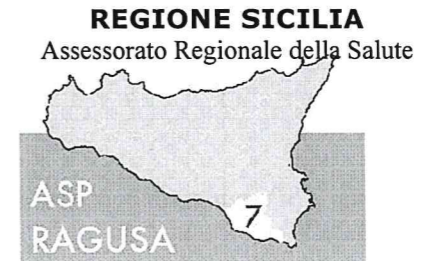 REGIONE SICILIA
Assessorato Regionale della Salute
ASP
7
RAGUSA